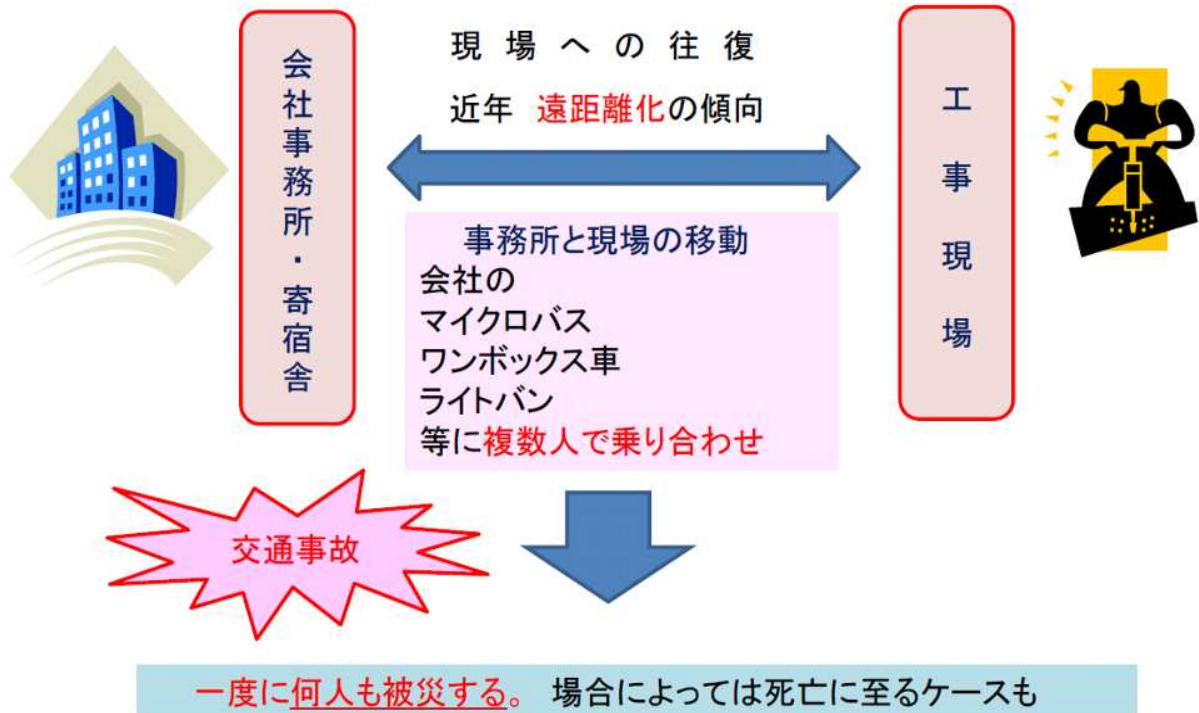 会社事務所・寄宿舎
現場への往復
近年 遠距離化の傾向
工事現場
事務所と現場の移動
会社の
マイクロバス
ワンボックス車
ライトバン
等に複数人で乗り合わせ
交通事故
一度に何人も被災する。 場合によっては死亡に至るケースも